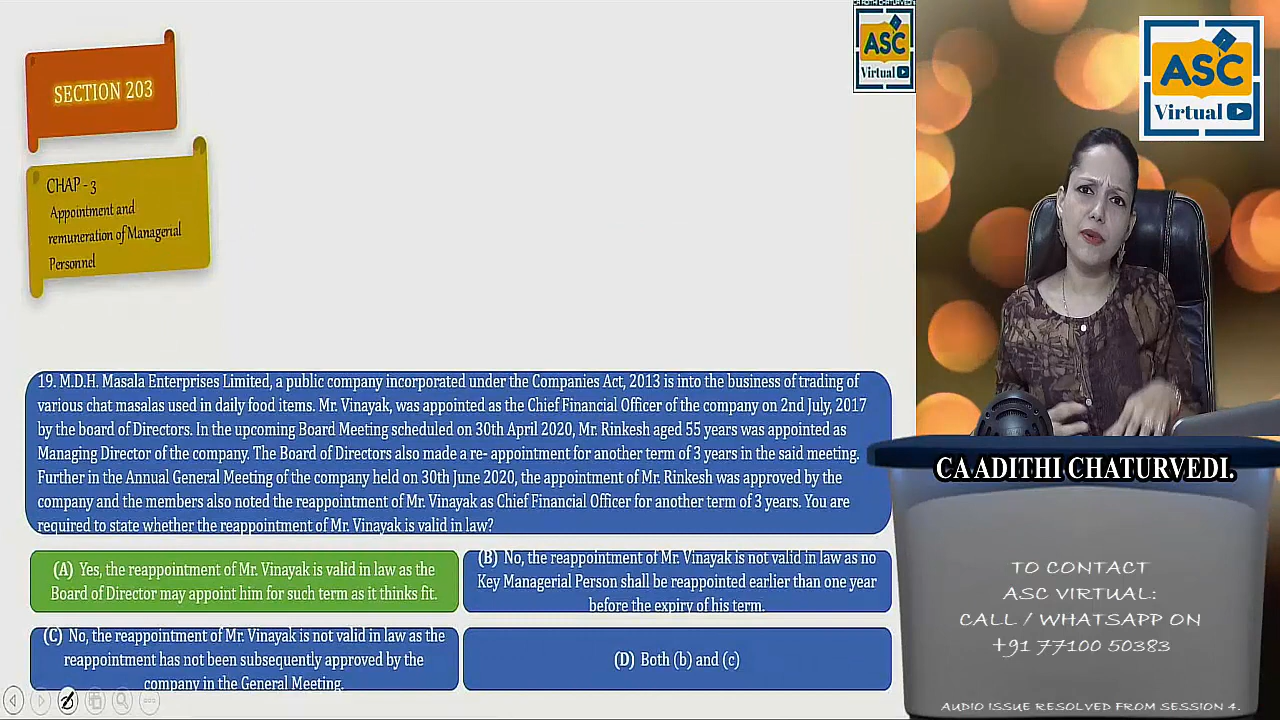 CA ADITHI CHATURVEDI
ASC
Virtual
ASC
Virtual
SECTION 203
CHAP - 3
Appointment and
remuneration of Managerial
Personnel
19. M.D.H. Masala Enterprises Limited, a public company incorporated under the Companies Act, 2013 is into the business of trading of
various chat masalas used in daily food items. Mr. Vinayak, was appointed as the Chief Financial Officer of the company on 2nd July, 2017
by the board of Directors. In the upcoming Board Meeting scheduled on 30th April 2020, Mr. Rinkesh aged 55 years was appointed as
Managing Director of the company. The Board of Directors also made a re- appointment for another term of 3 years in the said meeting.
Further in the Annual General Meeting of the company held on 30th June 2020, the appointment of Mr. Rinkesh was approved by the
company and the members also noted the reappointment of Mr. Vinayak as Chief Financial Officer for another term of 3 years. You are
required to state whether the reappointment of Mr. Vinayak is valid in law?
(A) Yes, the reappointment of Mr. Vinayak is valid in law as the
Board of Director may appoint him for such term as it thinks fit.
(B) No, the reappointment of Mr. Vinayak is not valid in law as no
Key Managerial Person shall be reappointed earlier than one year
before the expiry of his term.
(C) No, the reappointment of Mr. Vinayak is not valid in law as the
reappointment has not been subsequently approved by the
company in the General Meeting.
(D) Both (b) and (c)
CA ADITHI CHATURVEDI.
TO CONTACT
ASC VIRTUAL:
CALL / WHATSAPP ON
+91 77100 50383
AUDIO ISSUE RESOLVED FROM SESSION 4.